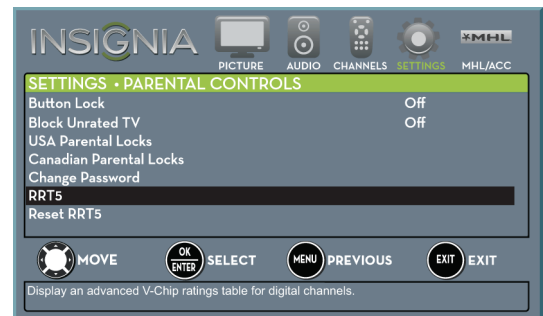 INSIGNIA
PICTURE AUDIO CHANNELS SETTINGS MHL MHL/ACC
SETTINGS • PARENTAL CONTROLS
Button Lock Off
Block Unrated TV Off
USA Parental Locks
Canadian Parental Locks
Change Password
RRT5
Reset RRT5
MOVE OK ENTER SELECT MENU PREVIOUS EXIT EXIT
Display an advanced V-Chip ratings table for digital channels.